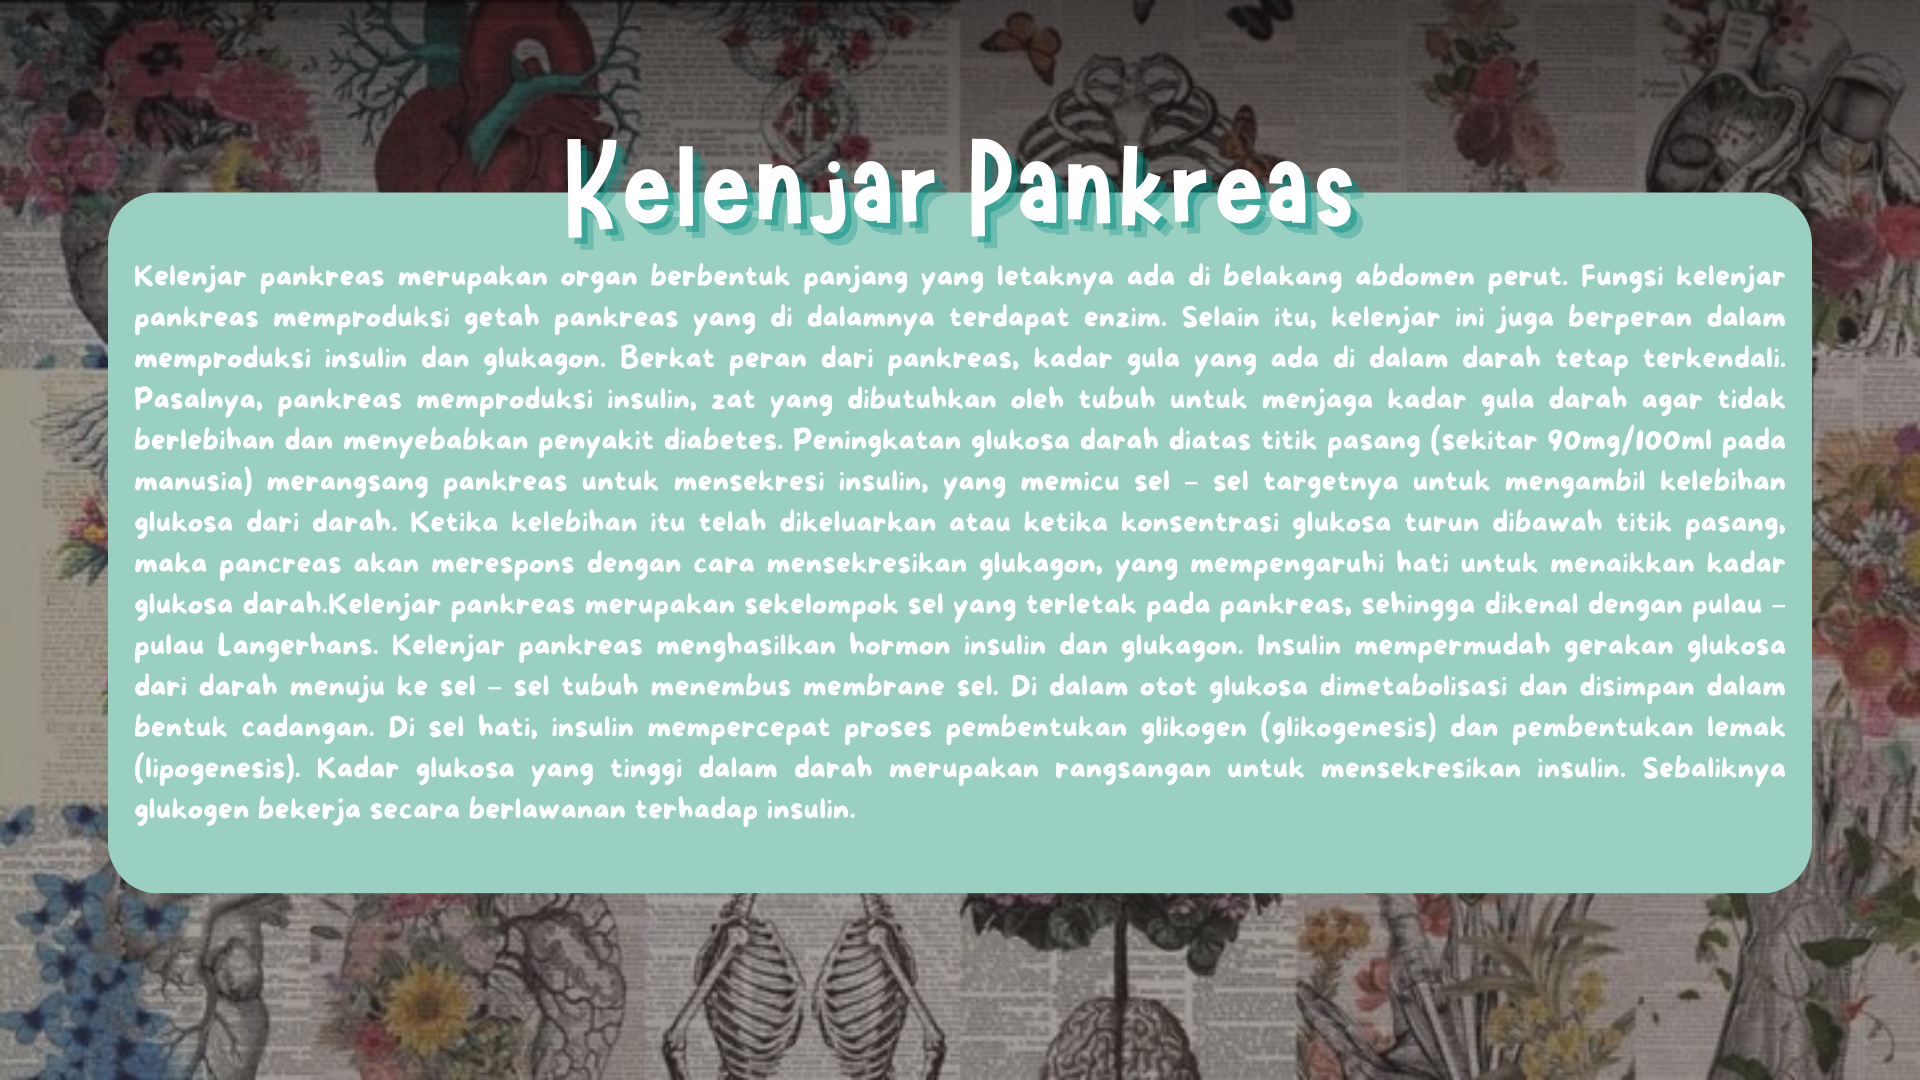 Kelenjar Pankreas
Kelenjar pankreas merupakan organ berbentuk panjang yang letaknya ada di belakang abdomen perut. Fungsi kelenjar
pankreas memproduksi getah pankreas yang di dalamnya terdapat enzim. Selain itu, kelenjar ini juga berperan dalam
memproduksi insulin dan glukagon. Berkat peran dari pankreas, kadar gula yang ada di dalam darah tetap terkendali.
Pasalnya, pankreas memproduksi insulin, zat yang dibutuhkan oleh tubuh untuk menjaga kadar gula darah agar tidak
berlebihan dan menyebabkan penyakit diabetes. Peningkatan glukosa darah diatas titik pasang (sekitar 90mg/100ml pada
manusia) merangsang pankreas untuk mensekresi insulin, yang memicu sel – sel targetnya untuk mengambil kelebihan
glukosa dari darah. Ketika kelebihan itu telah dikeluarkan atau ketika konsentrasi glukosa turun dibawah titik pasang,
maka pancreas akan merespons dengan cara mensekresikan glukagon, yang mempengaruhi hati untuk menaikkan kadar
glukosa darah.Kelenjar pankreas merupakan sekelompok sel yang terletak pada pankreas, sehingga dikenal dengan pulau –
pulau Langerhans. Kelenjar pankreas menghasilkan hormon insulin dan glukagon. Insulin mempermudah gerakan glukosa
dari darah menuju ke sel – sel tubuh menembus membrane sel. Di dalam otot glukosa dimetabolisasi dan disimpan dalam
bentuk cadangan. Di sel hati, insulin mempercepat proses pembentukan glikogen (glikogenesis) dan pembentukan lemak
(lipogenesis). Kadar glukosa yang tinggi dalam darah merupakan rangsangan untuk mensekresikan insulin. Sebaliknya
glukogen bekerja secara berlawanan terhadap insulin.